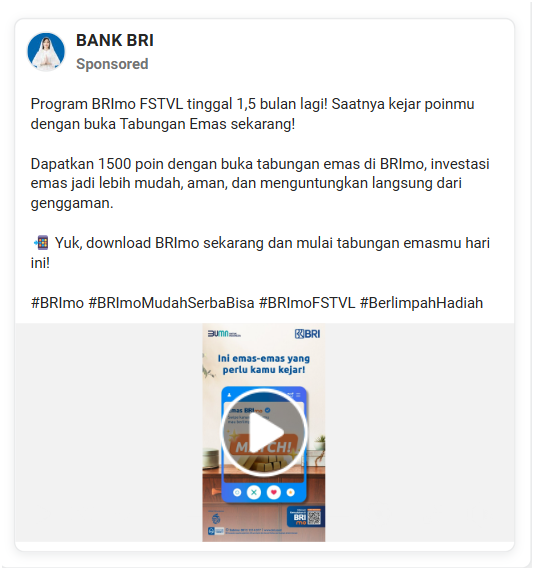 BANK BRI
Sponsored
Program BRImo FSTVL tinggal 1,5 bulan lagi! Saatnya kejar poinmu
dengan buka Tabungan Emas sekarang!
Dapatkan 1500 poin dengan buka tabungan emas di BRImo, investasi
emas jadi lebih mudah, aman, dan menguntungkan langsung dari
genggaman.
📲 Yuk, download BRImo sekarang dan mulai tabungan emasmu hari
ini!
#BRImo #BRImoMudahSerbaBisa #BRImoFSTVL #BerlimpahHadiah
BUMN
BRI
Ini emas-emas yang
perlu kamu kejar!
Emas BRI
MATCH!
BRI
mo